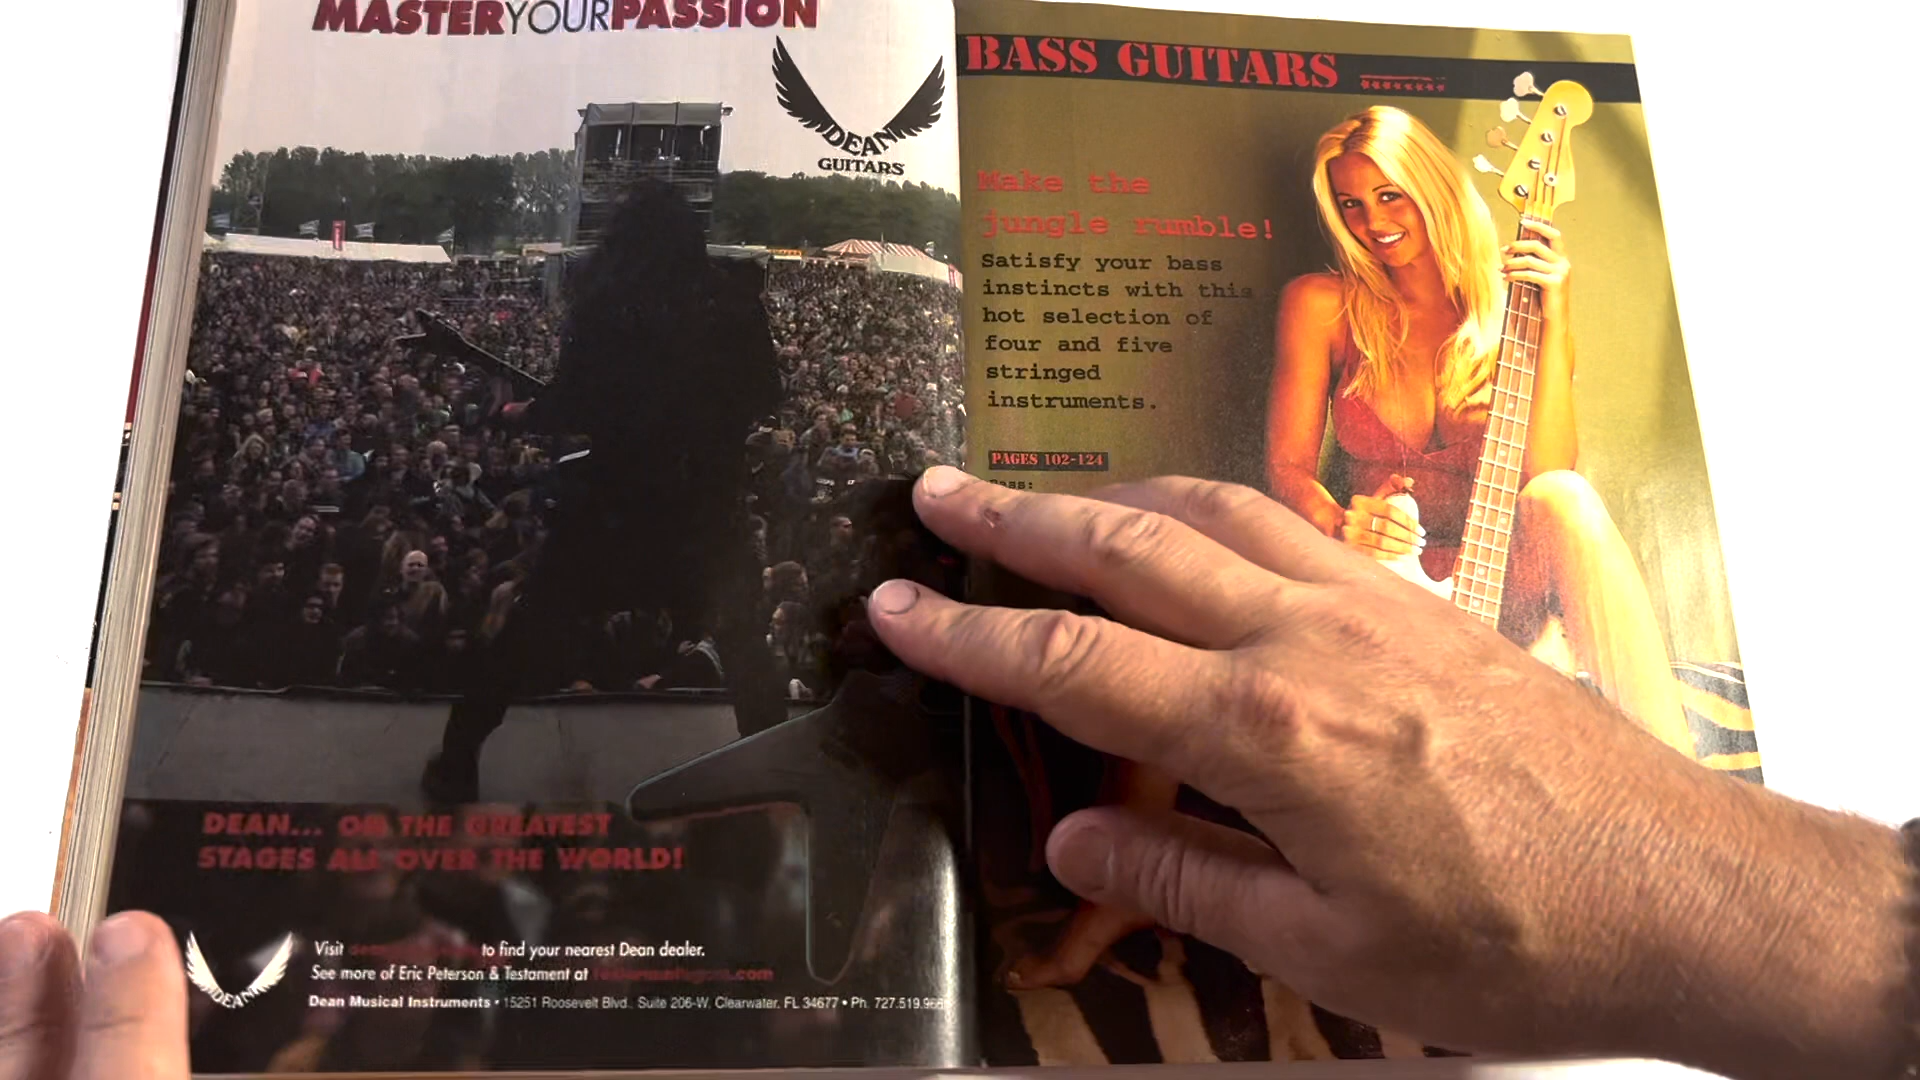 MASTERYOURPASSION
DEAN
GUITARS
DEAN... ON THE GREATEST
STAGES ALL OVER THE WORLD!
DEAN
Visit to find your nearest Dean dealer.
See more of Eric Peterson & Testament at
Dean Musical Instruments • 15251 Roosevelt Blvd. Suite 206-W, Clearwater, FL 34677 • Ph. 727.519.
BASS GUITARS
Make the
jungle rumble!
Satisfy your bass
instincts with this
hot selection of
four and five
stringed
instruments.
PAGES 102-124
Bass: